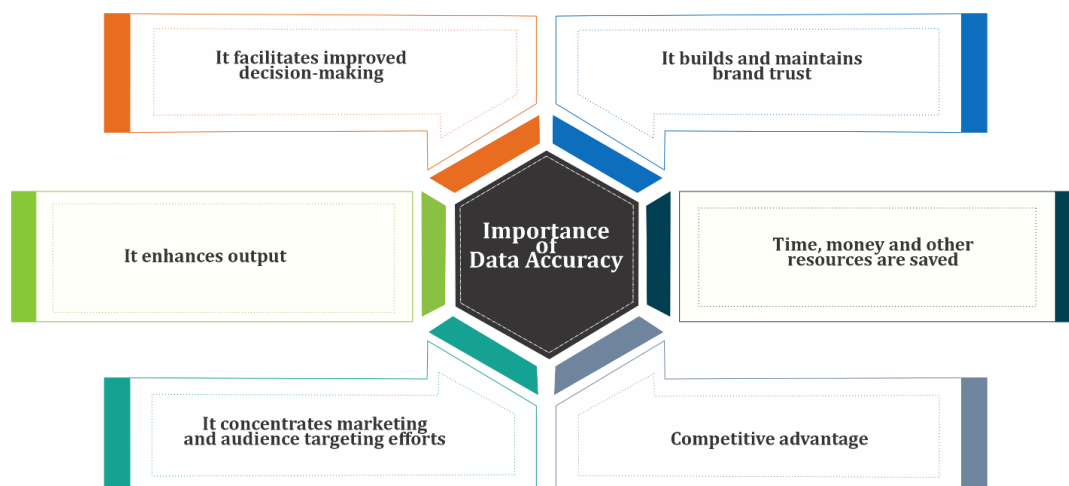 It facilitates improved
decision-making
It builds and maintains
brand trust
It enhances output
Importance
of
Data Accuracy
Time, money and other
resources are saved
It concentrates marketing
and audience targeting efforts
Competitive advantage